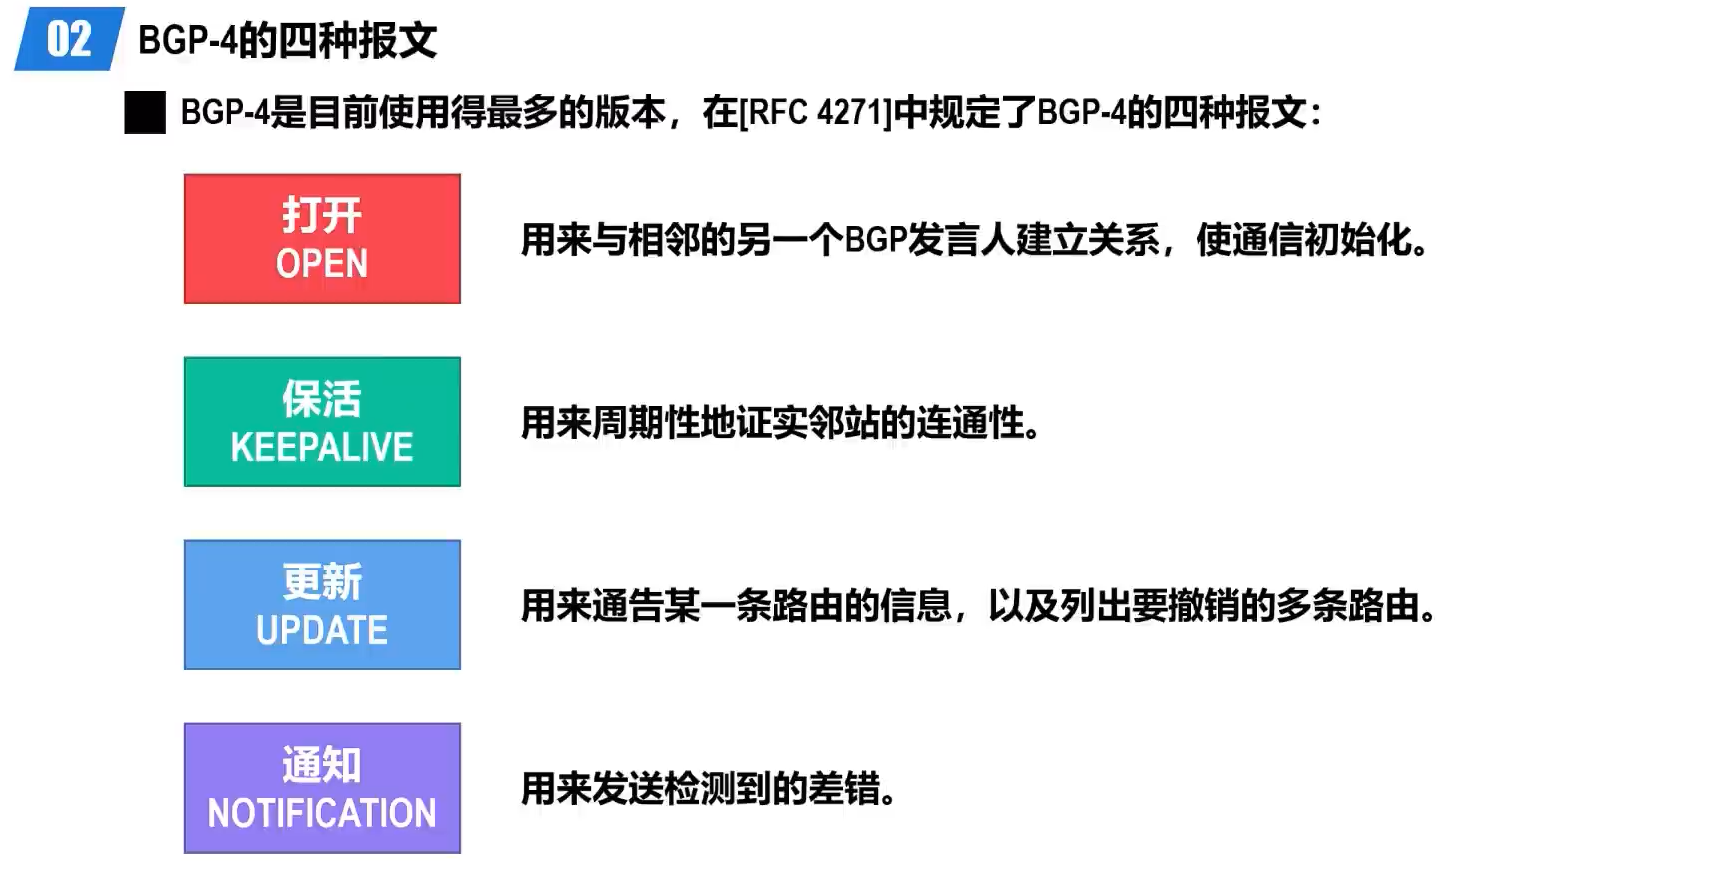 02 BGP-4的四种报文
BGP-4是目前使用得最多的版本，在[RFC 4271]中规定了BGP-4的四种报文：
打开
OPEN
用来与相邻的另一个BGP发言人建立关系，使通信初始化。
保活
KEEPALIVE
用来周期性地证实邻站的连通性。
更新
UPDATE
用来通告某一条路由的信息，以及列出要撤销的多条路由。
通知
NOTIFICATION
用来发送检测到的差错。